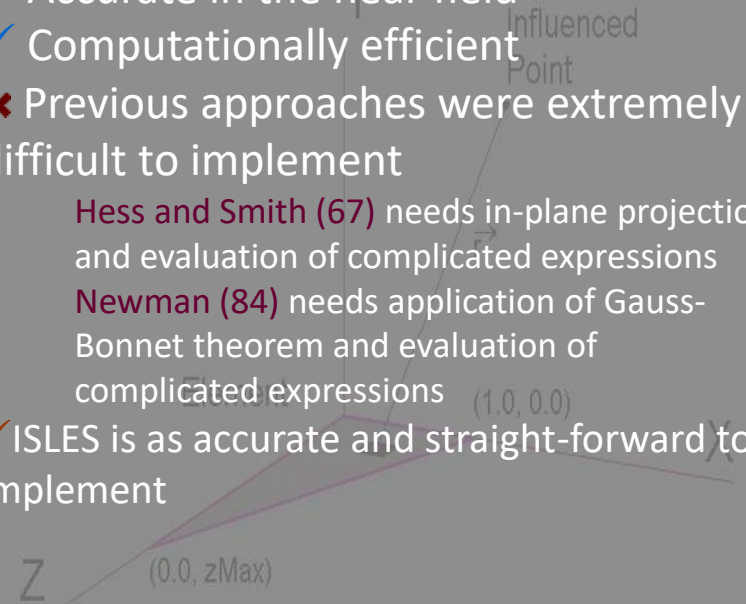 Accurate in the near field
✓ Computationally efficient
Influenced
Point
✖ Previous approaches were extremely
difficult to implement
Hess and Smith (67) needs in-plane projectio
and evaluation of complicated expressions
Newman (84) needs application of Gauss-
Bonnet theorem and evaluation of
complicated expressions
Element
(1.0, 0.0)
✓ISLES is as accurate and straight-forward to
mplement
X
Z
(0.0, zMax)